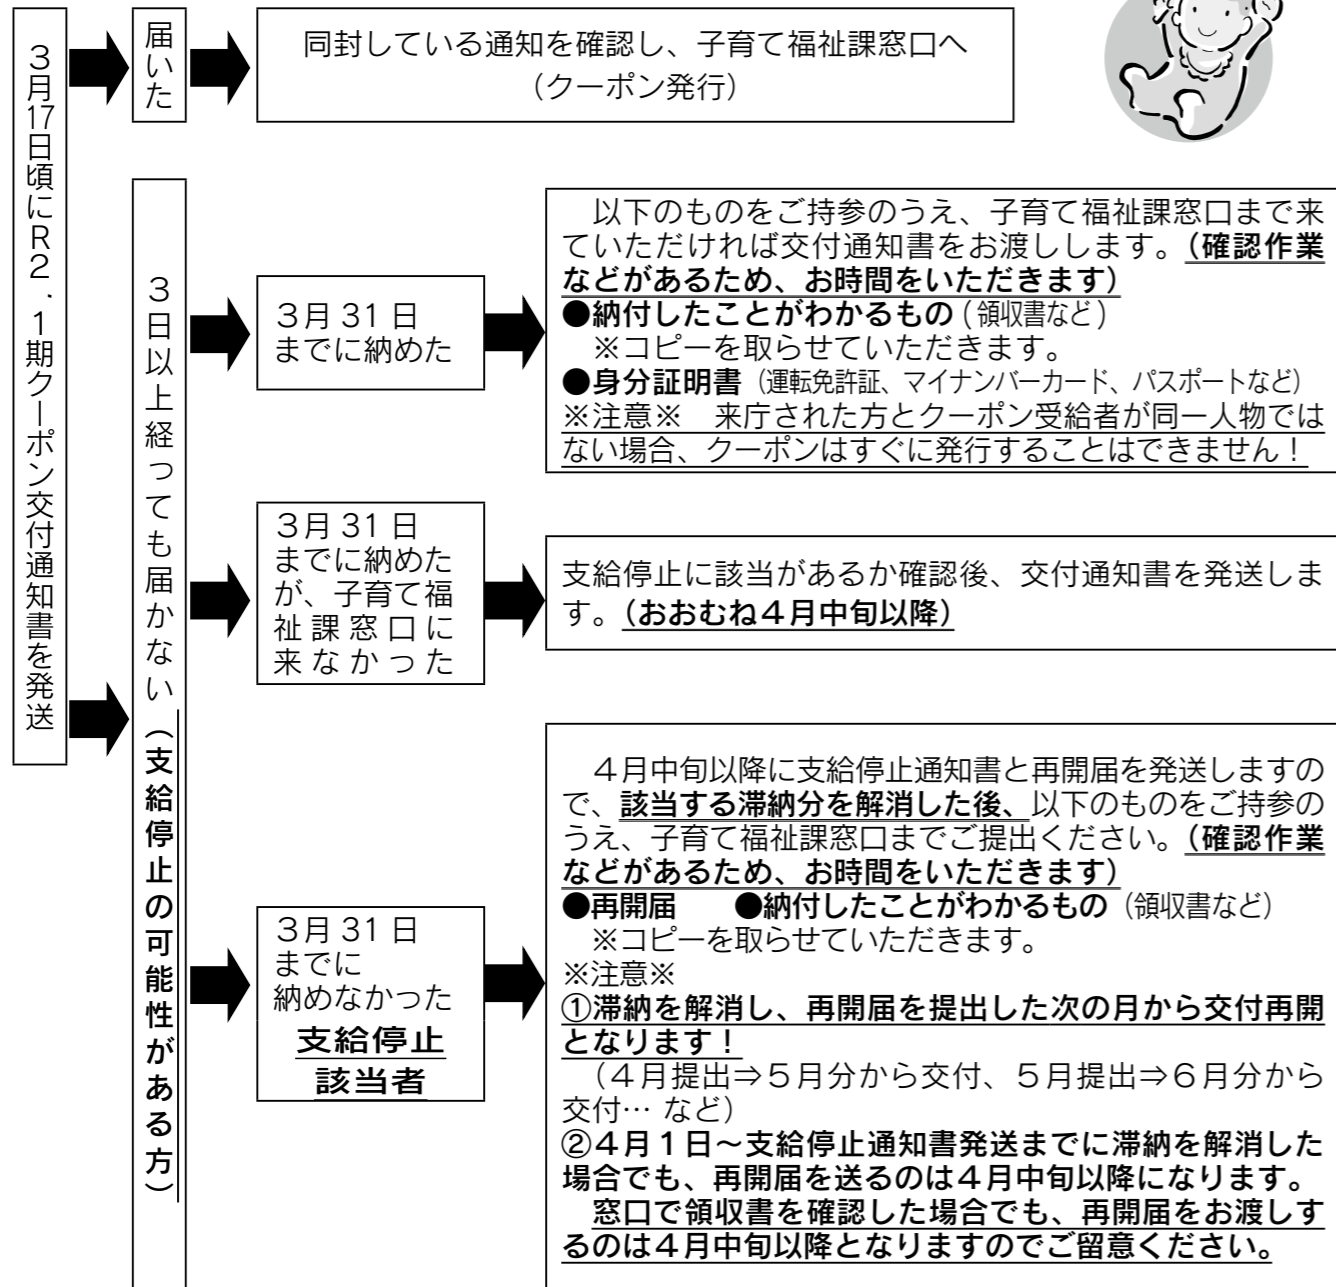 ３月17日頃にＲ２．１期クーポン交付通知書を発送
届いた
同封している通知を確認し、子育て福祉課窓口へ
（クーポン発行）
３日以上経っても届かない（支給停止の可能性がある方）
３月 31 日
までに納めた
　以下のものをご持参のうえ、子育て福祉課窓口まで来
ていただければ交付通知書をお渡しします。（確認作業
などがあるため、お時間をいただきます）
●納付したことがわかるもの（領収書など）
　※コピーを取らせていただきます。
●身分証明書（運転免許証、マイナンバーカード、パスポートなど）
※注意※　来庁された方とクーポン受給者が同一人物では
ない場合、クーポンはすぐに発行することはできません！
３月 31 日
までに納めた
が、子育て福
祉課窓口に
来なかった
支給停止に該当があるか確認後、交付通知書を発送しま
す。（おおむね４月中旬以降）
３月 31 日
までに
納めなかった
支給停止
該当者
　４月中旬以降に支給停止通知書と再開届を発送しますの
で、該当する滞納分を解消した後、以下のものをご持参の
うえ、子育て福祉課窓口までご提出ください。（確認作業
などがあるため、お時間をいただきます）
●再開届　　●納付したことがわかるもの（領収書など）
　※コピーを取らせていただきます。
※注意※
①滞納を解消し、再開届を提出した次の月から交付再開
となります！
　（４月提出⇒５月分から交付、５月提出⇒６月分から
交付… など）
②４月１日～支給停止通知書発送までに滞納を解消した
場合でも、再開届を送るのは４月中旬以降になります。
　窓口で領収書を確認した場合でも、再開届をお渡しす
るのは４月中旬以降となりますのでご留意ください。